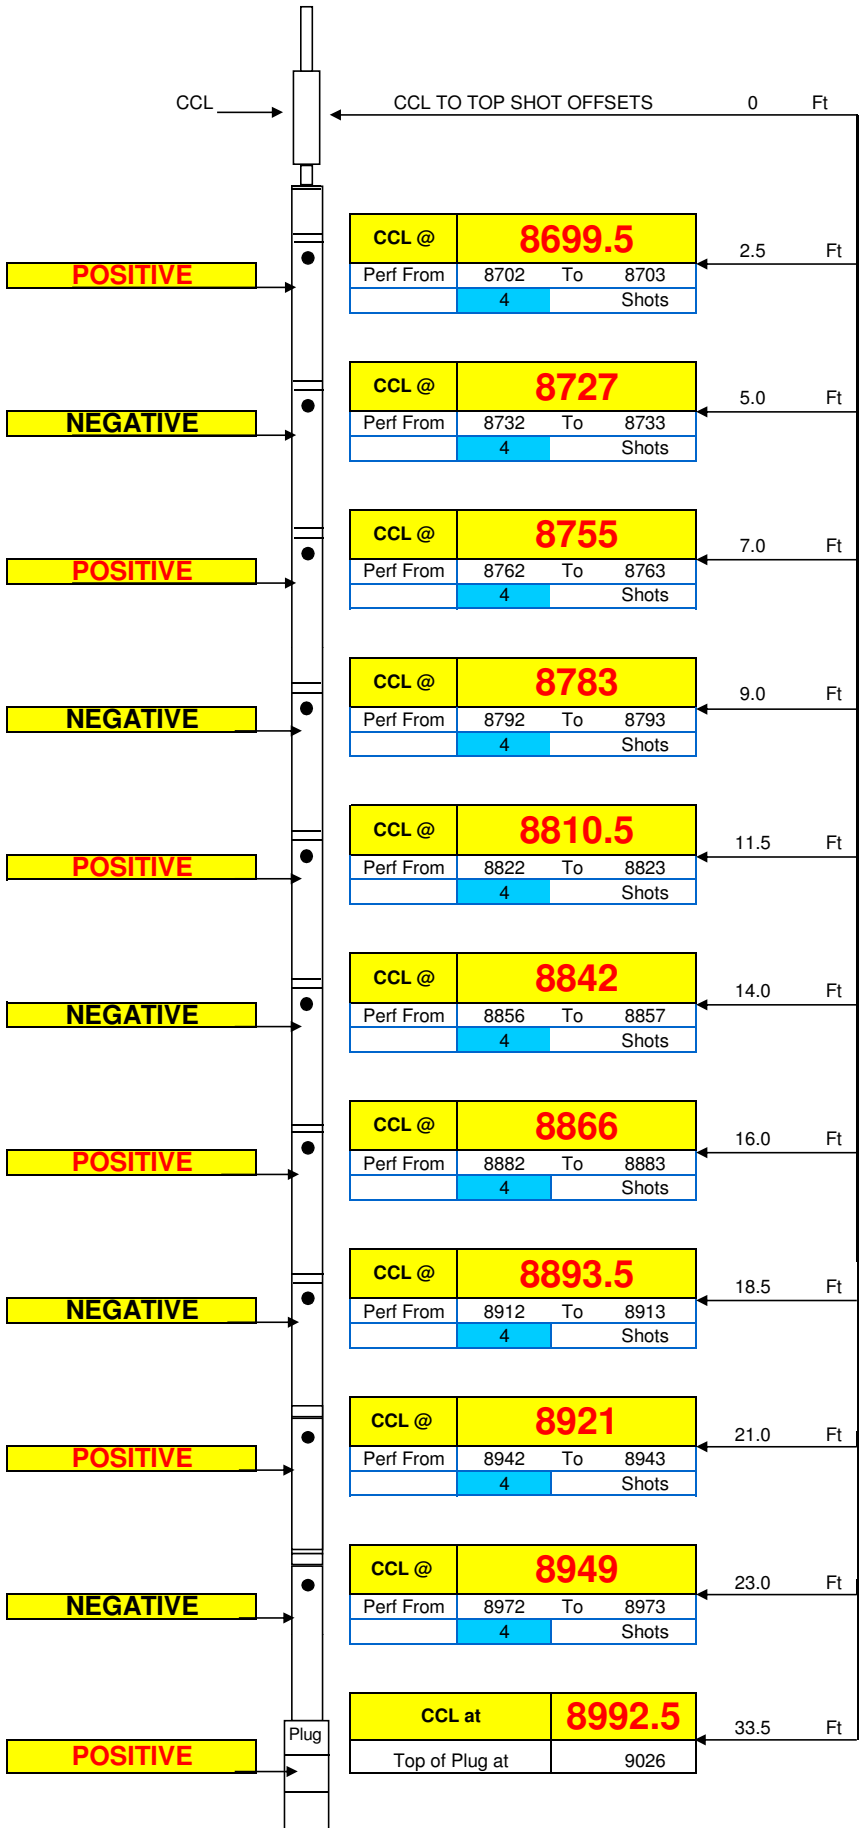 CCL CCL TO TOP SHOT OFFSETS 0 Ft
CCL @ 8699.5
2.5 Ft
POSITIVE
Perf From 8702 To 8703
4 Shots
CCL @ 8727
5.0 Ft
NEGATIVE
Perf From 8732 To 8733
4 Shots
CCL @ 8755
7.0 Ft
POSITIVE
Perf From 8762 To 8763
4 Shots
CCL @ 8783
9.0 Ft
NEGATIVE
Perf From 8792 To 8793
4 Shots
CCL @ 8810.5
11.5 Ft
POSITIVE
Perf From 8822 To 8823
4 Shots
CCL @ 8842
14.0 Ft
NEGATIVE
Perf From 8856 To 8857
4 Shots
CCL @ 8866
16.0 Ft
POSITIVE
Perf From 8882 To 8883
4 Shots
CCL @ 8893.5
18.5 Ft
NEGATIVE
Perf From 8912 To 8913
4 Shots
CCL @ 8921
21.0 Ft
POSITIVE
Perf From 8942 To 8943
4 Shots
CCL @ 8949
23.0 Ft
NEGATIVE
Perf From 8972 To 8973
4 Shots
CCL at 8992.5
33.5 Ft
Plug
POSITIVE
Top of Plug at 9026